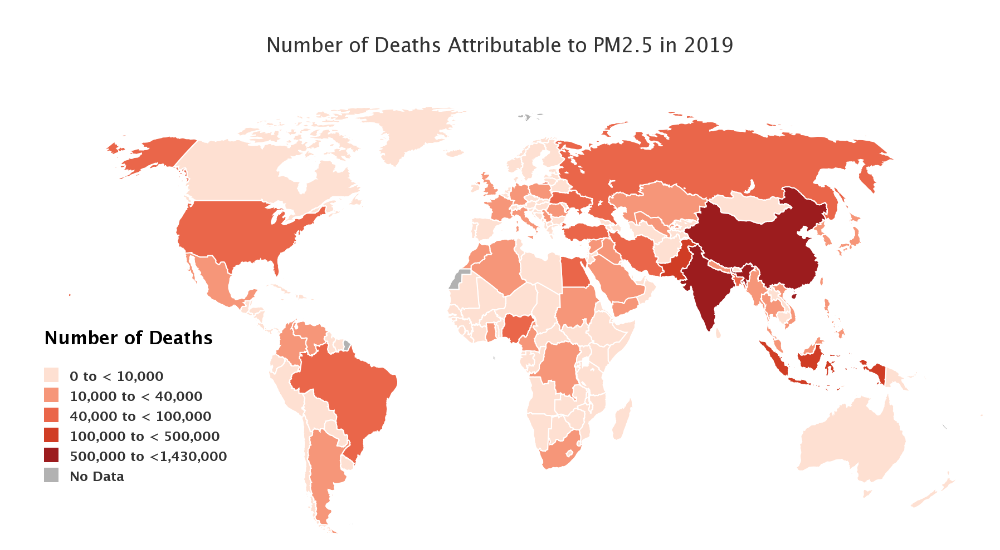 Number of Deaths Attributable to PM2.5 in 2019
Number of Deaths
0 to < 10,000
10,000 to < 40,000
40,000 to < 100,000
100,000 to < 500,000
500,000 to <1,430,000
No Data